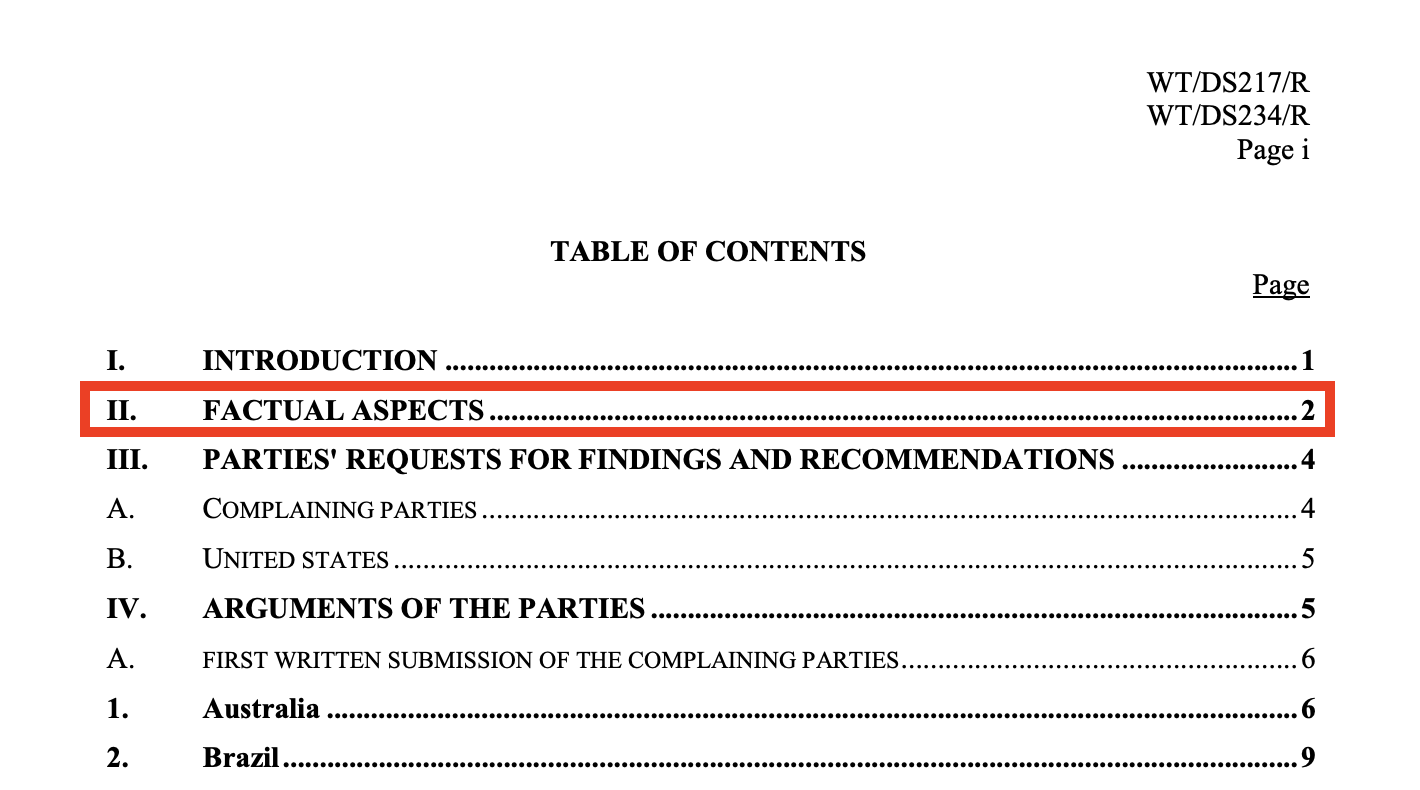 WT/DS217/R
WT/DS234/R
Page i
TABLE OF CONTENTS
Page
I. INTRODUCTION ........................................................................................................................ 1
II. FACTUAL ASPECTS ................................................................................................................. 2
III. PARTIES' REQUESTS FOR FINDINGS AND RECOMMENDATIONS ........................ 4
A. COMPLAINING PARTIES ................................................................................................................ 4
B. UNITED STATES ............................................................................................................................ 5
IV. ARGUMENTS OF THE PARTIES .......................................................................................... 5
A. FIRST WRITTEN SUBMISSION OF THE COMPLAINING PARTIES ...................................................... 6
1. Australia ...................................................................................................................................... 6
2. Brazil ............................................................................................................................................ 9